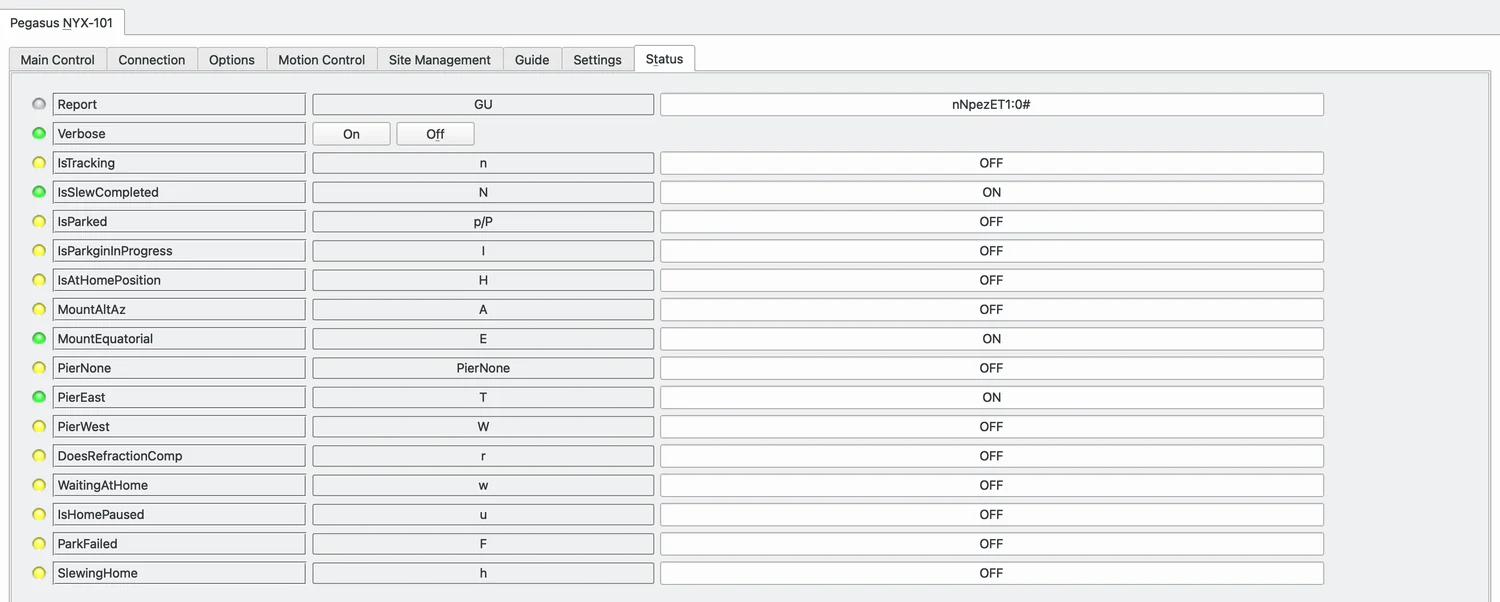 Pegasus NYX-101
Main Control Connection Options Motion Control Site Management Guide Settings Status
Report GU nNpezET1:0#
Verbose On Off
IsTracking n OFF
IsSlewCompleted N ON
IsParked p/P OFF
IsParkginInProgress I OFF
IsAtHomePosition H OFF
MountAltAz A OFF
MountEquatorial E ON
PierNone PierNone OFF
PierEast T ON
PierWest W OFF
DoesRefractionComp r OFF
WaitingAtHome w OFF
IsHomePaused u OFF
ParkFailed F OFF
SlewingHome h OFF